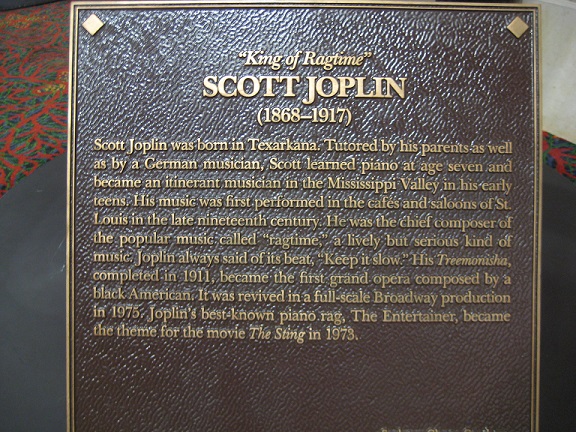 "King of Ragtime"
SCOTT JOPLIN
(1868–1917)
Scott Joplin was born in Texarkana. Tutored by his parents as well
as by a German musician, Scott learned piano at age seven and
became an itinerant musician in the Mississippi Valley in his early
teens. His music was first performed in the cafes and saloons of St.
Louis in the late nineteenth century. He was the chief composer of
the popular music called "ragtime," a lively but serious kind of
music. Joplin always said of its beat, "Keep it slow." His Treemonisha,
completed in 1911, became the first grand opera composed by a
black American. It was revived in a full-scale Broadway production
in 1975. Joplin's best-known piano rag, The Entertainer, became
the theme for the movie The Sting in 1973.